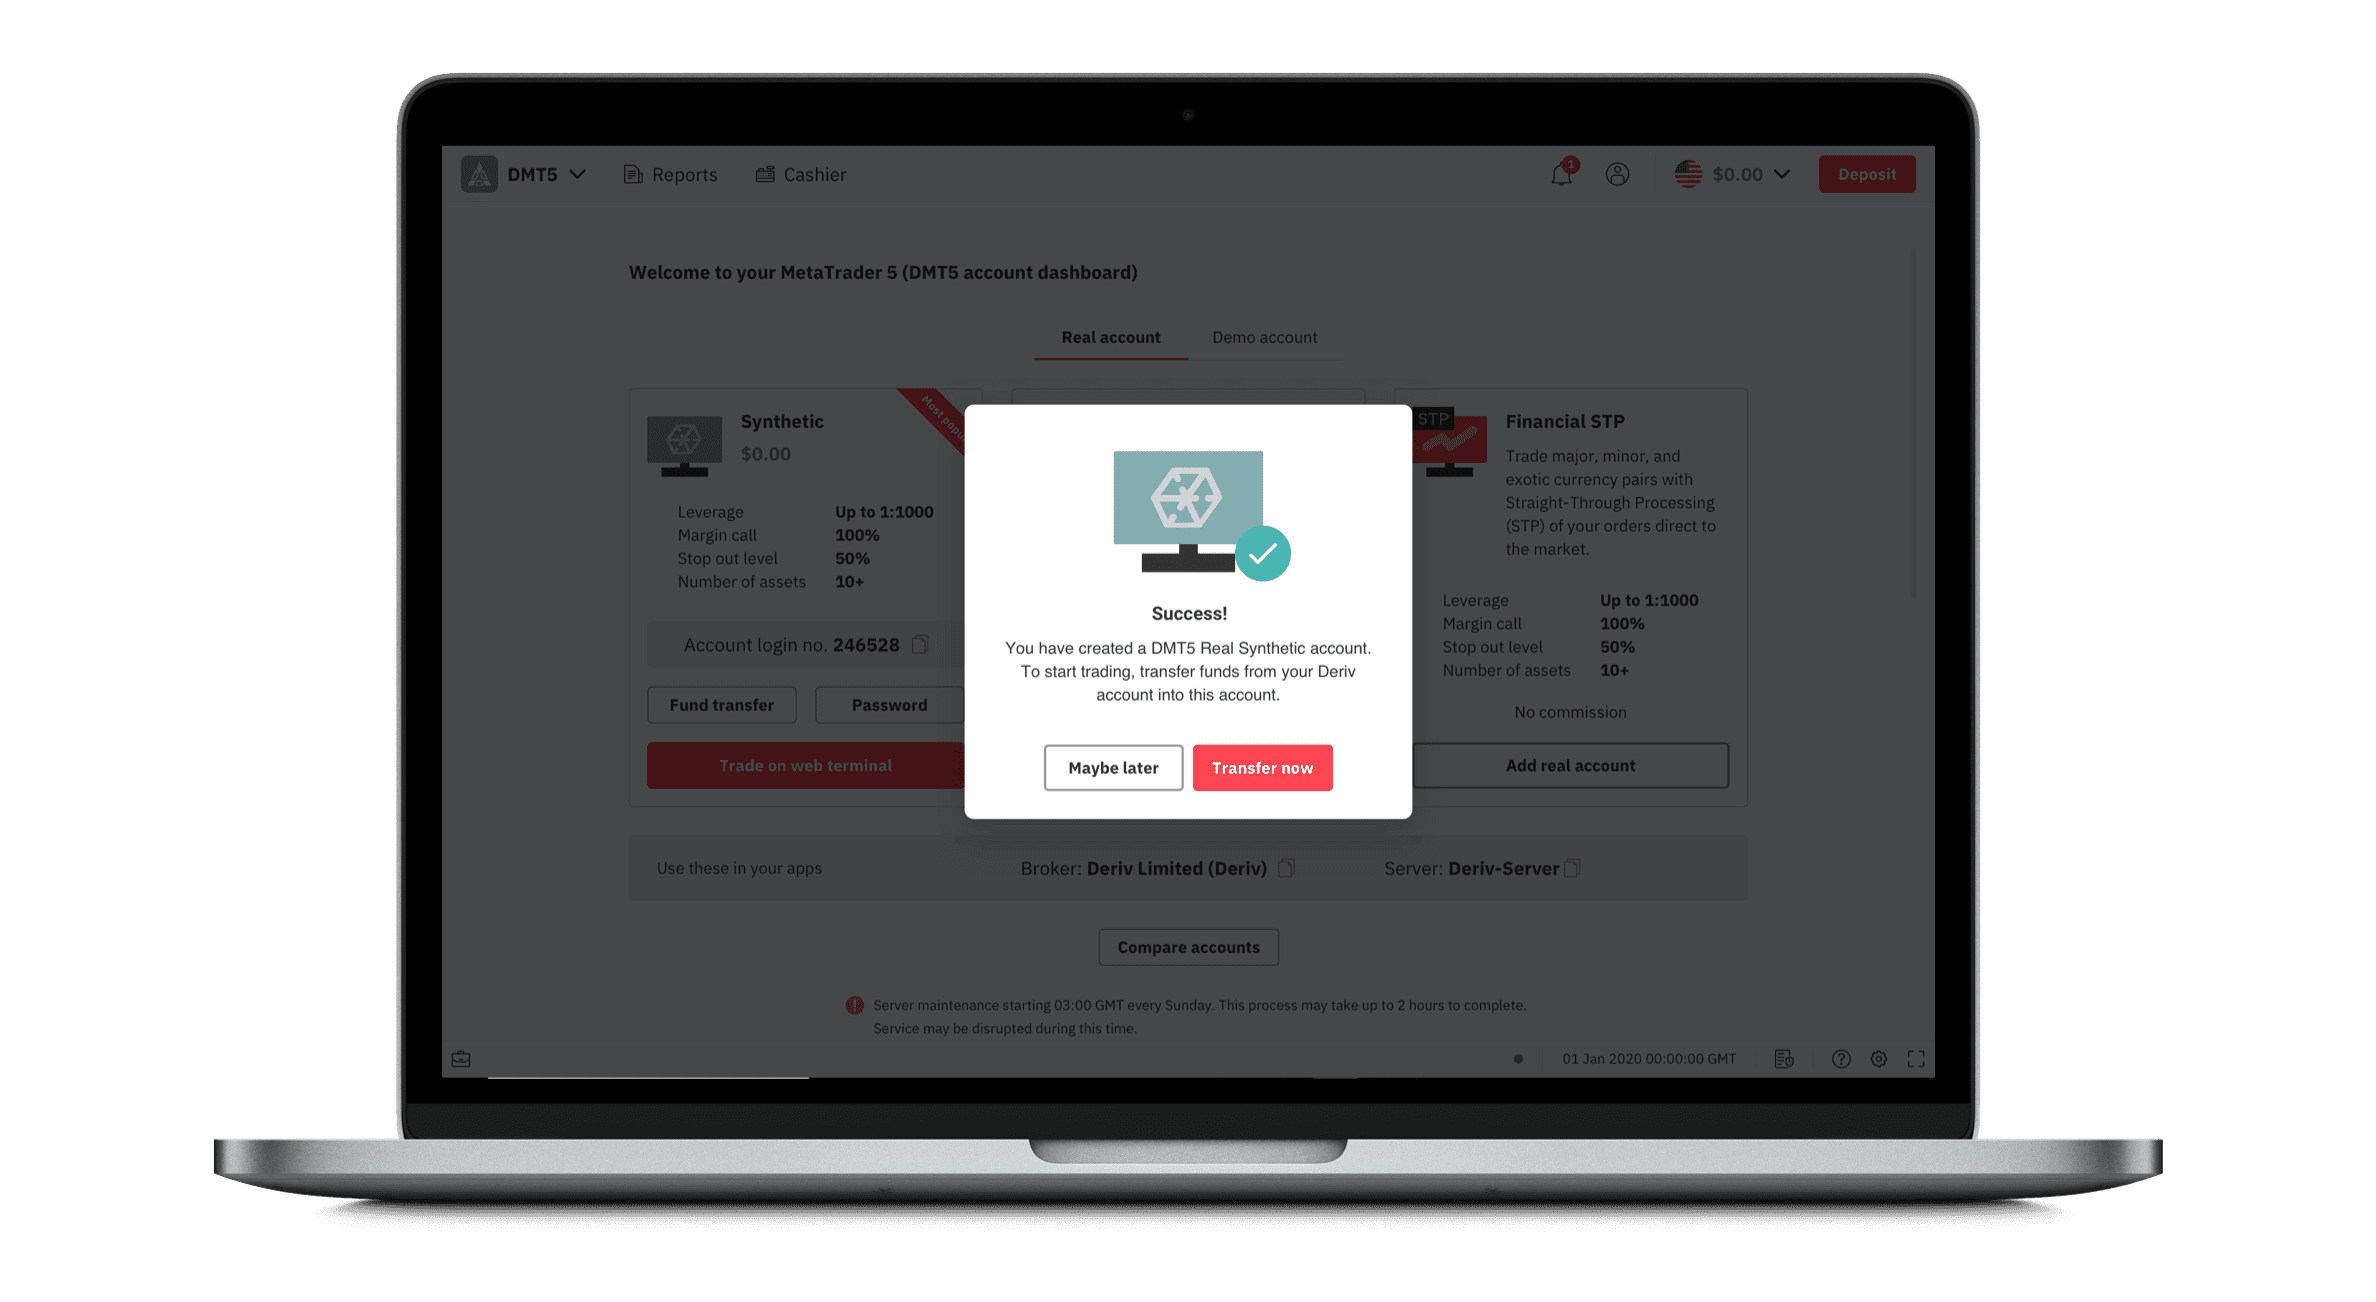 DMT5
Reports
Cashier
1
$0.00
Deposit
Welcome to your MetaTrader 5 (DMT5 account dashboard)
Real account
Demo account
Synthetic
$0.00
Most
Leverage Up to 1:1000
Margin call 100%
Stop out level 50%
Number of assets 10+
Account login no. 246528
Fund transfer
Password
Trade on web terminal
Success!
You have created a DMT5 Real Synthetic account.
To start trading, transfer funds from your Deriv
account into this account.
Maybe later
Transfer now
STP
Financial STP
Trade major, minor, and
exotic currency pairs with
Straight-Through Processing
(STP) of your orders direct to
the market.
Leverage Up to 1:1000
Margin call 100%
Stop out level 50%
Number of assets 10+
No commission
Add real account
Use these in your apps
Broker: Deriv Limited (Deriv)
Server: Deriv-Server
Compare accounts
Server maintenance starting 03:00 GMT every Sunday. This process may take up to 2 hours to complete.
Service may be disrupted during this time.
01 Jan 2020 00:00:00 GMT